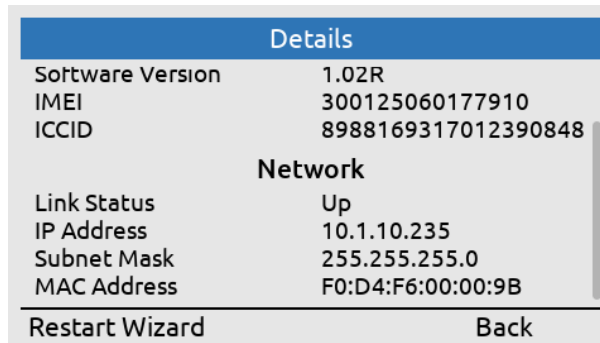 Details
Software Version 1.02R
IMEI 300125060177910
ICCID 8988169317012390848
Network
Link Status Up
IP Address 10.1.10.235
Subnet Mask 255.255.255.0
MAC Address F0:D4:F6:00:00:9B
Restart Wizard Back